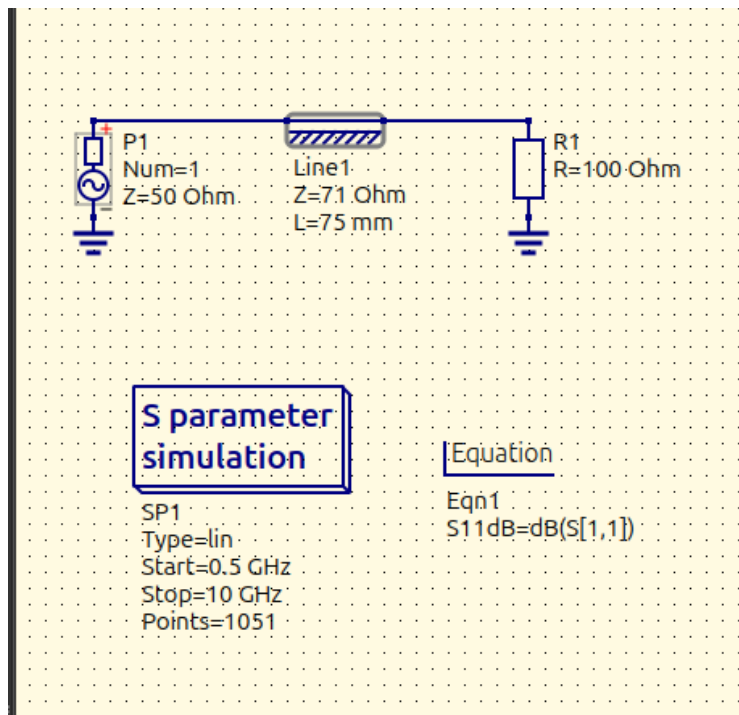 P1
Num=1
Z=50 Ohm
Line1
Z=71 Ohm
L=75 mm
R1
R=100 Ohm
S parameter
simulation
SP1
Type=lin
Start=0.5 GHz
Stop=10 GHz
Points=1051
Equation
Eqn1
S11dB=dB(S[1,1])